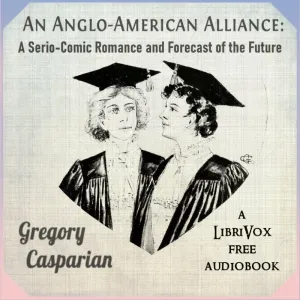 AN ANGLO-AMERICAN ALLIANCE:
A Serio-Comic Romance and Forecast of the Future
Gregory
Casparian
A
LIBRIVOX
FREE
AUDIOBOOK